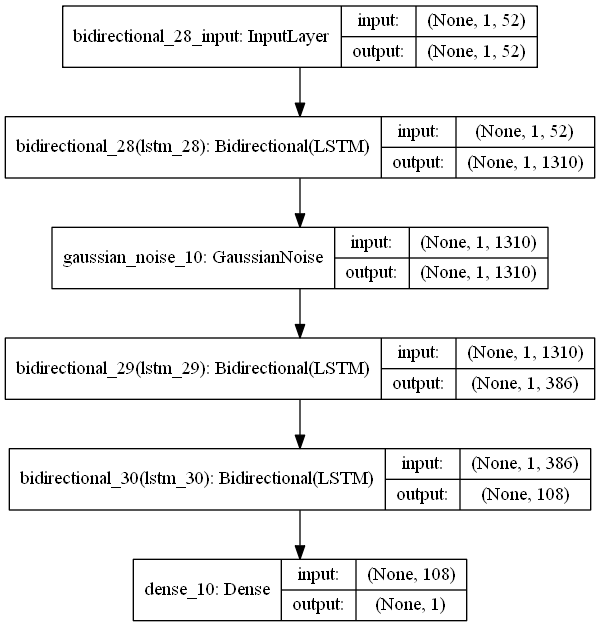 bidirectional_28_input: InputLayer
input: (None, 1, 52)
output: (None, 1, 52)
bidirectional_28(lstm_28): Bidirectional(LSTM)
input: (None, 1, 52)
output: (None, 1, 1310)
gaussian_noise_10: GaussianNoise
input: (None, 1, 1310)
output: (None, 1, 1310)
bidirectional_29(lstm_29): Bidirectional(LSTM)
input: (None, 1, 1310)
output: (None, 1, 386)
bidirectional_30(lstm_30): Bidirectional(LSTM)
input: (None, 1, 386)
output: (None, 108)
dense_10: Dense
input: (None, 108)
output: (None, 1)